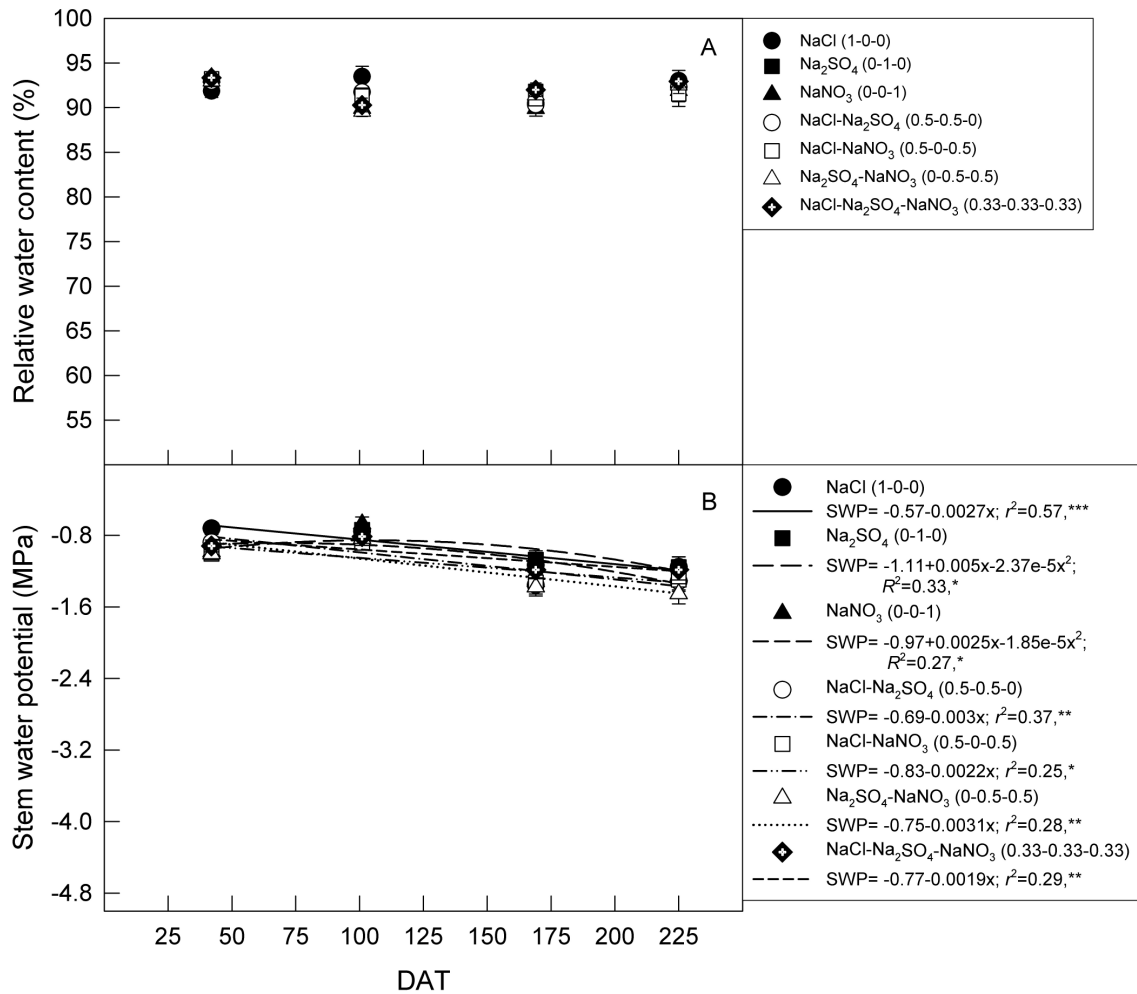 A
100
95
90
85
80
75
70
65
60
55
Relative water content (%)
NaCl (1-0-0)
Na₂SO₄ (0-1-0)
NaNO₃ (0-0-1)
NaCl-Na₂SO₄ (0.5-0.5-0)
NaCl-NaNO₃ (0.5-0-0.5)
Na₂SO₄-NaNO₃ (0-0.5-0.5)
NaCl-Na₂SO₄-NaNO₃ (0.33-0.33-0.33)
B
-0.8
-1.6
-2.4
-3.2
-4.0
-4.8
Stem water potential (MPa)
25 50 75 100 125 150 175 200 225
DAT
NaCl (1-0-0)
SWP= -0.57-0.0027x; r²=0.57,***
Na₂SO₄ (0-1-0)
SWP= -1.11+0.005x-2.37e-5x²;
R²=0.33,*
NaNO₃ (0-0-1)
SWP= -0.97+0.0025x-1.85e-5x²;
R²=0.27,*
NaCl-Na₂SO₄ (0.5-0.5-0)
SWP= -0.69-0.003x; r²=0.37,**
NaCl-NaNO₃ (0.5-0-0.5)
SWP= -0.83-0.0022x; r²=0.25,*
Na₂SO₄-NaNO₃ (0-0.5-0.5)
SWP= -0.75-0.0031x; r²=0.28,**
NaCl-Na₂SO₄-NaNO₃ (0.33-0.33-0.33)
SWP= -0.77-0.0019x; r²=0.29,**